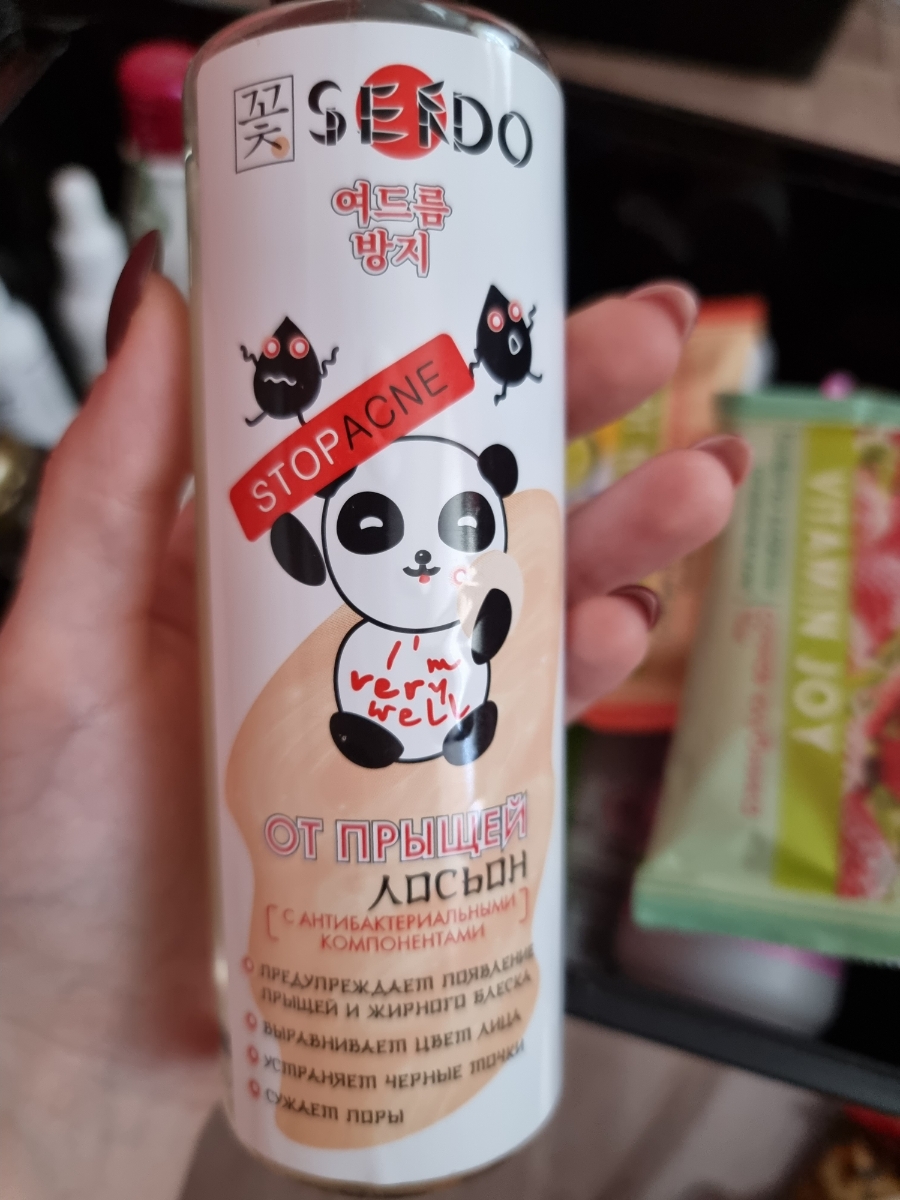 꽃 SENDO
여드름
방지
STOPACNE
I'm
very
well
ОТ ПРЫЩЕЙ
ЛОСЬОН
[ С АНТИБАКТЕРИАЛЬНЫМИ
КОМПОНЕНТАМИ ]
ПРЕДУПРЕЖДАЕТ ПОЯВЛЕНИЕ
ПРЫЩЕЙ И ЖИРНОГО БЛЕСКА
ВЫРАВНИВАЕТ ЦВЕТ ЛИЦА
УСТРАНЯЕТ ЧЕРНЫЕ ТОЧКИ
СУЖАЕТ ПОРЫ
VITAMIN JOY